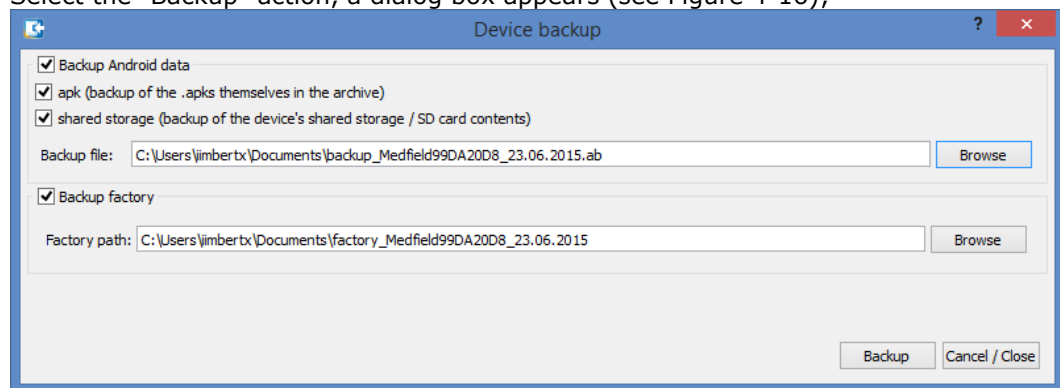 Select the "Backup" action, a dialog box appears (see Figure 4-16);
Device backup
?
Backup Android data
apk (backup of the .apks themselves in the archive)
shared storage (backup of the device's shared storage / SD card contents)
Backup file: C:\Users\jimbertx\Documents\backup_Medfield99DA20D8_23.06.2015.ab Browse
Backup factory
Factory path: C:\Users\jimbertx\Documents\factory_Medfield99DA20D8_23.06.2015 Browse
Backup Cancel / Close